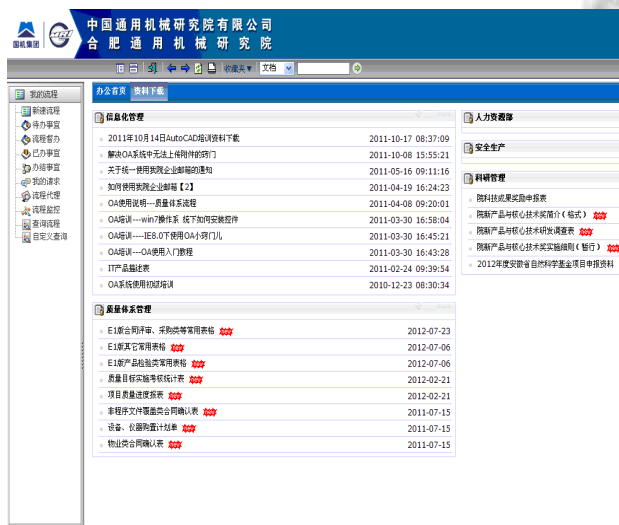 中国通用机械研究院有限公司
国机集团
合肥通用机械研究院
收藏夹 文档
我的流程
新建流程
待办事宜
流程督办
已办事宜
办结事宜
我的请求
流程代理
流程监控
查询流程
自定义查询
办公首页 资料下载
信息化管理
2011年10月14日AutoCAD培训资料下载 2011-10-17 08:37:09
解决OA系统中无法上传附件的窍门 2011-10-08 15:55:21
关于统一使用我院企业邮箱的通知 2011-05-16 09:11:16
如何使用我院企业邮箱【2】 2011-04-19 16:24:23
OA使用说明---质量体系流程 2011-04-08 09:20:01
OA培训---win7操作系 统下如何安装控件 2011-03-30 16:58:04
OA培训----IE8.0下使用OA小窍门儿 2011-03-30 16:45:21
OA培训---OA使用入门教程 2011-03-30 16:43:28
IT产品描述表 2011-02-24 09:39:54
OA系统使用初级培训 2010-12-23 08:30:34
质量体系管理
E1版合同评审、采购类等常用表格 2012-07-23
E1版其它常用表格 2012-07-06
E1版产品检验类常用表格 2012-07-06
质量目标实施考核统计表 2012-02-21
项目质量进度报表 2012-02-21
非程序文件覆盖类合同确认表 2011-07-15
设备、仪器购置计划单 2011-07-15
物业类合同确认表 2011-07-15
人力资源部
安全生产
科研管理
院科技成果奖励申报表
院新产品与核心技术奖简介(格式)
院新产品与核心技术研发调查表
院新产品与核心技术奖实施细则(暂行)
2012年度安徽省自然科学基金项目申报资料